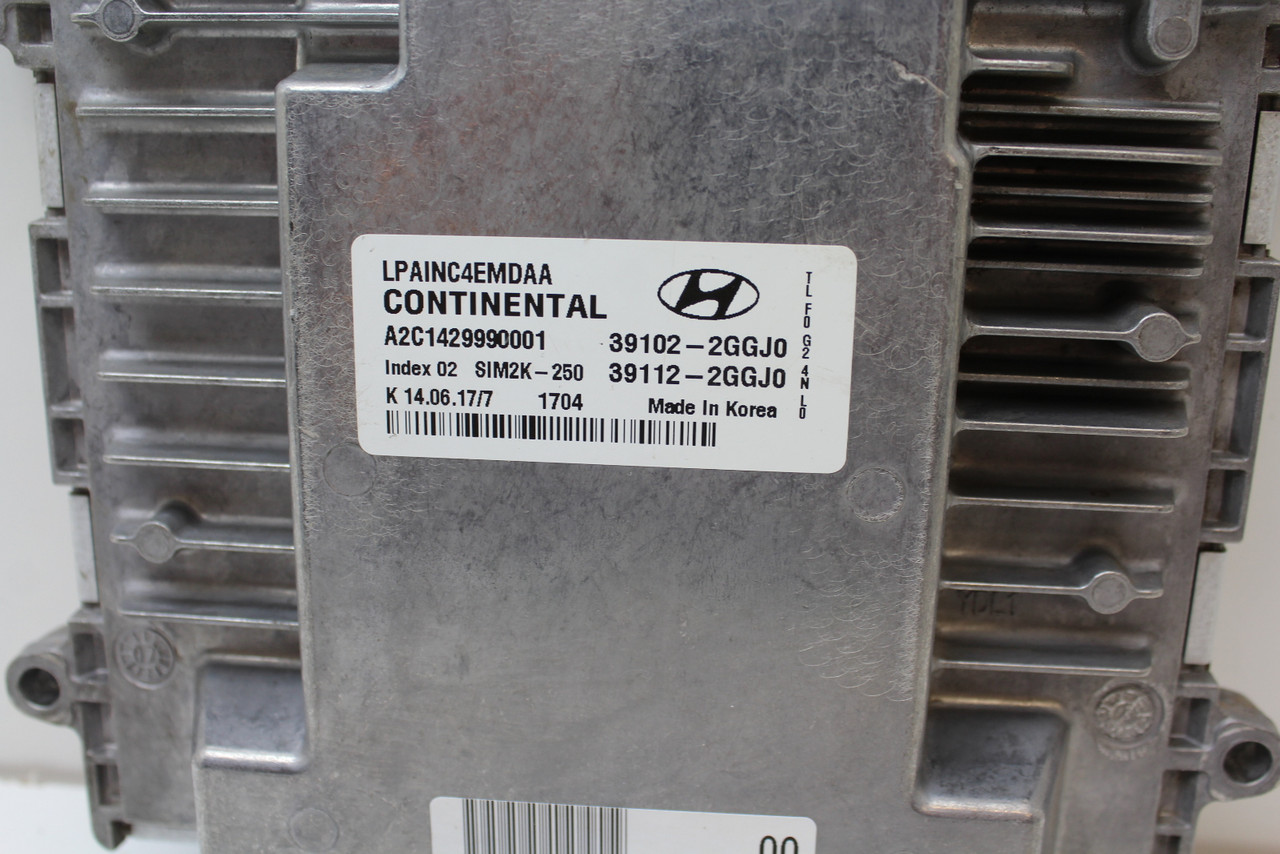 LPAINC4EMDAA
CONTINENTAL
A2C1429990001 39102-2GGJ0
Index 02 SIM2K-250 39112-2GGJ0
K 14.06.17/7 1704 Made In Korea
TL F0 G2 4N L0
00